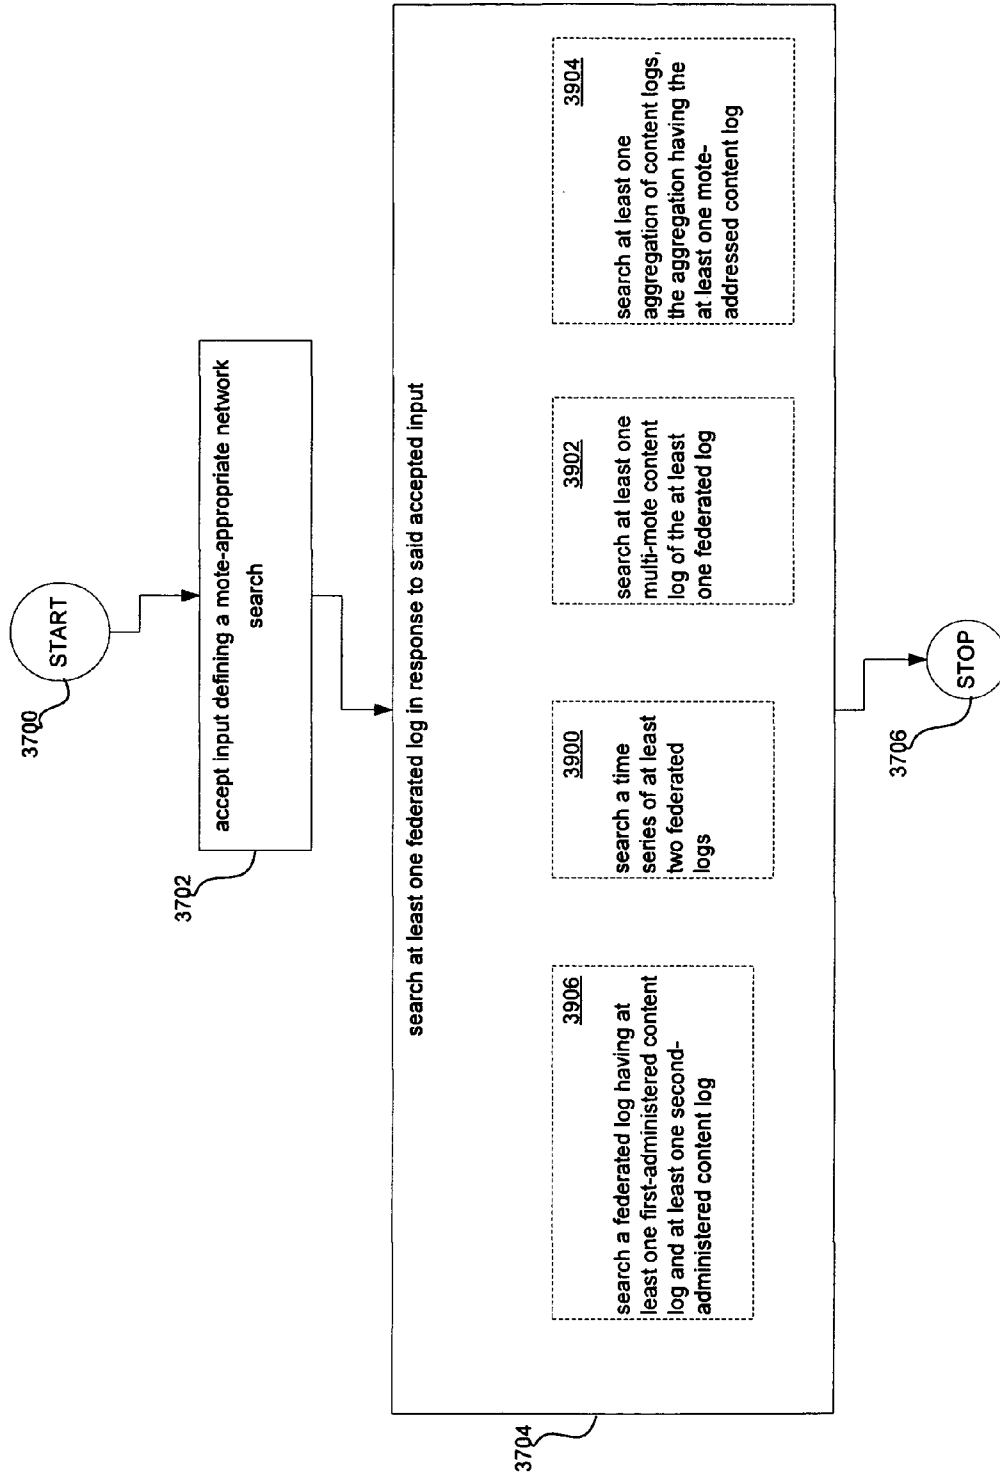 START
3700
accept input defining a mote-appropriate network
search
3702
search at least one federated log in response to said accepted input
3906
search a federated log having at
least one first-administered content
log and at least one second-
administered content log
3900
search a time
series of at least
two federated
logs
3902
search at least one
multi-mote content
log of the at least
one federated log
3904
search at least one
aggregation of content logs,
the aggregation having the
at least one mote-
addressed content log
3704
STOP
3706